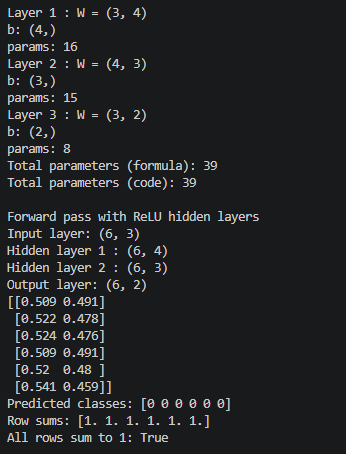 Layer 1 : W = (3, 4)
b: (4,)
params: 16
Layer 2 : W = (4, 3)
b: (3,)
params: 15
Layer 3 : W = (3, 2)
b: (2,)
params: 8
Total parameters (formula): 39
Total parameters (code): 39

Forward pass with ReLU hidden layers
Input layer: (6, 3)
Hidden layer 1 : (6, 4)
Hidden layer 2 : (6, 3)
Output layer: (6, 2)
[[0.509 0.491]
 [0.522 0.478]
 [0.524 0.476]
 [0.509 0.491]
 [0.52  0.48 ]
 [0.541 0.459]]
Predicted classes: [0 0 0 0 0 0]
Row sums: [1. 1. 1. 1. 1. 1.]
All rows sum to 1: True